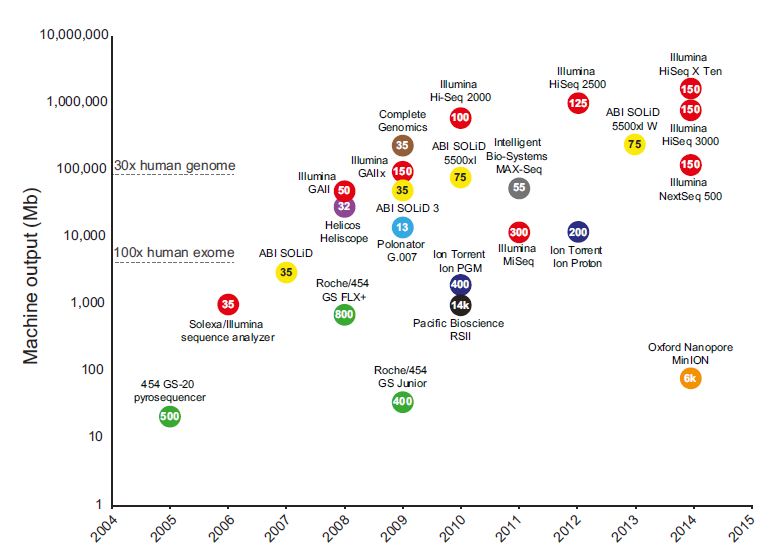 10,000,000
1,000,000
100,000
10,000
1,000
100
10
1
Machine output (Mb)
30x human genome
100x human exome
454 GS-20
pyrosequencer
500
35
Solexa/Illumina
sequence analyzer
ABI SOLiD
35
Illumina
GAII
50
32
Helicos
Heliscope
Roche/454
GS FLX+
800
Complete
Genomics
35
Illumina
GAIIx
150
35
ABI SOLiD 3
13
Polonator
G.007
Roche/454
GS Junior
400
Illumina
Hi-Seq 2000
100
ABI SOLiD
5500xl
75
Ion Torrent
Ion PGM
400
14k
Pacific Bioscience
RSII
Intelligent
Bio-Systems
MAX-Seq
55
300
Illumina
MiSeq
Illumina
HiSeq 2500
125
200
Ion Torrent
Ion Proton
ABI SOLiD
5500xl W
75
Illumina
HiSeq X Ten
150
150
Illumina
HiSeq 3000
150
Illumina
NextSeq 500
Oxford Nanopore
MinION
6k
2004
2005
2006
2007
2008
2009
2010
2011
2012
2013
2014
2015